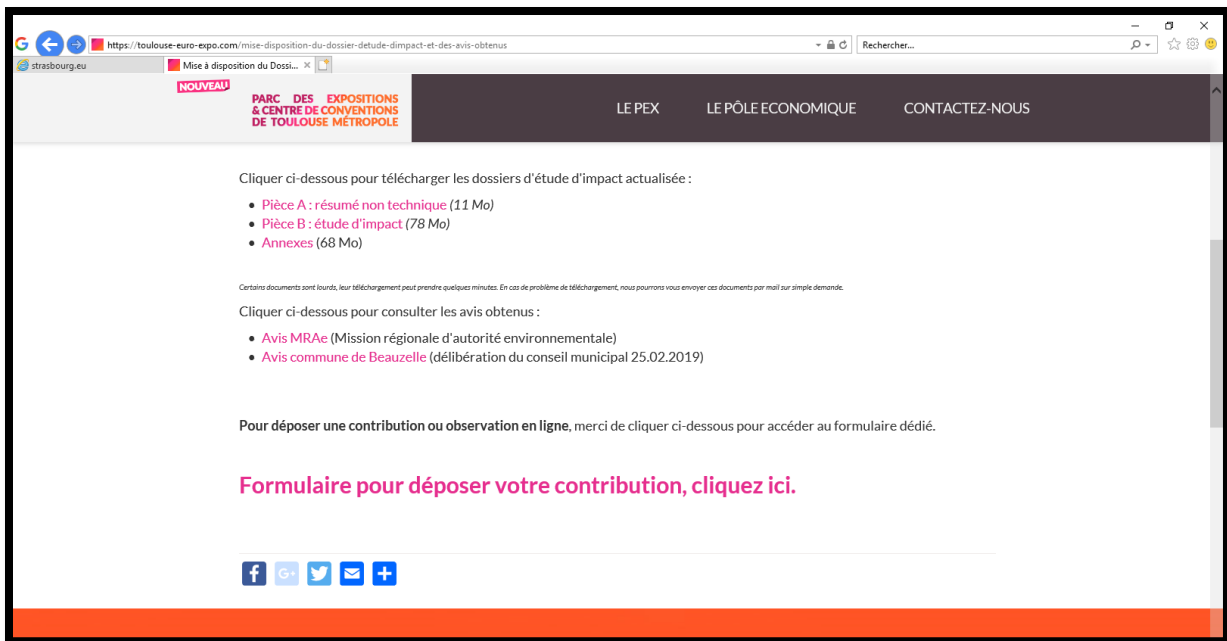 https://toulouse-euro-expo.com/mise-disposition-du-dossier-detude-dimpact-et-des-avis-obtenus
Rechercher...
strasbourg.eu
Mise à disposition du Dossi...
NOUVEAU
PARC DES EXPOSITIONS
& CENTRE DE CONVENTIONS
DE TOULOUSE MÉTROPOLE
LE PEX LE PÔLE ECONOMIQUE CONTACTEZ-NOUS
Cliquer ci-dessous pour télécharger les dossiers d'étude d'impact actualisée :
• Pièce A : résumé non technique (11 Mo)
• Pièce B : étude d'impact (78 Mo)
• Annexes (68 Mo)
Certains documents sont lourds, leur téléchargement peut prendre quelques minutes. En cas de problème de téléchargement, nous pourrons vous envoyer ces documents par mail sur simple demande.
Cliquer ci-dessous pour consulter les avis obtenus :
• Avis MRAe (Mission régionale d'autorité environnementale)
• Avis commune de Beauzelle (délibération du conseil municipal 25.02.2019)
Pour déposer une contribution ou observation en ligne, merci de cliquer ci-dessous pour accéder au formulaire dédié.
Formulaire pour déposer votre contribution, cliquez ici.